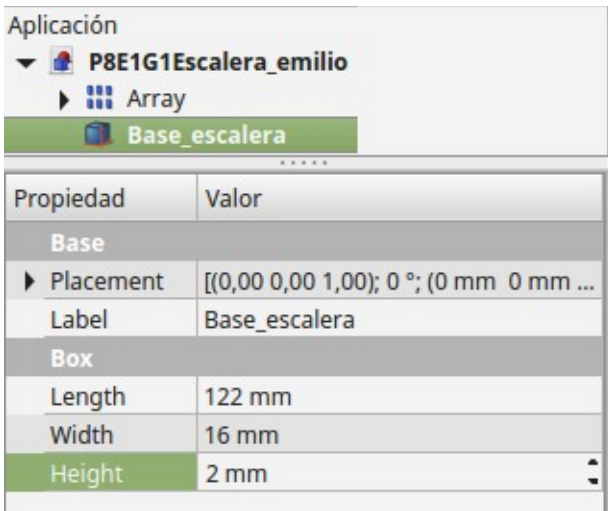 Aplicación
P8E1G1Escalera_emilio
Array
Base_escalera
Propiedad Valor
Base
Placement [(0,00 0,00 1,00); 0 °; (0 mm  0 mm ...
Label Base_escalera
Box
Length 122 mm
Width 16 mm
Height 2 mm